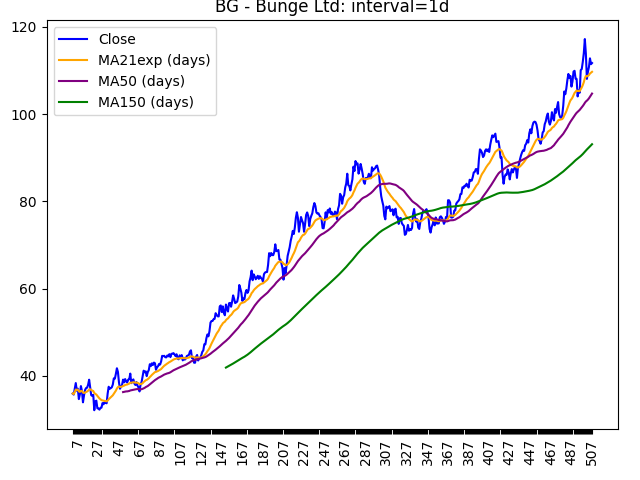 BG - Bunge Ltd: interval=1d
Close
MA21exp (days)
MA50 (days)
MA150 (days)
120
100
80
60
40
7 27 47 67 87 107 127 147 167 187 207 227 247 267 287 307 327 347 367 387 407 427 447 467 487 507